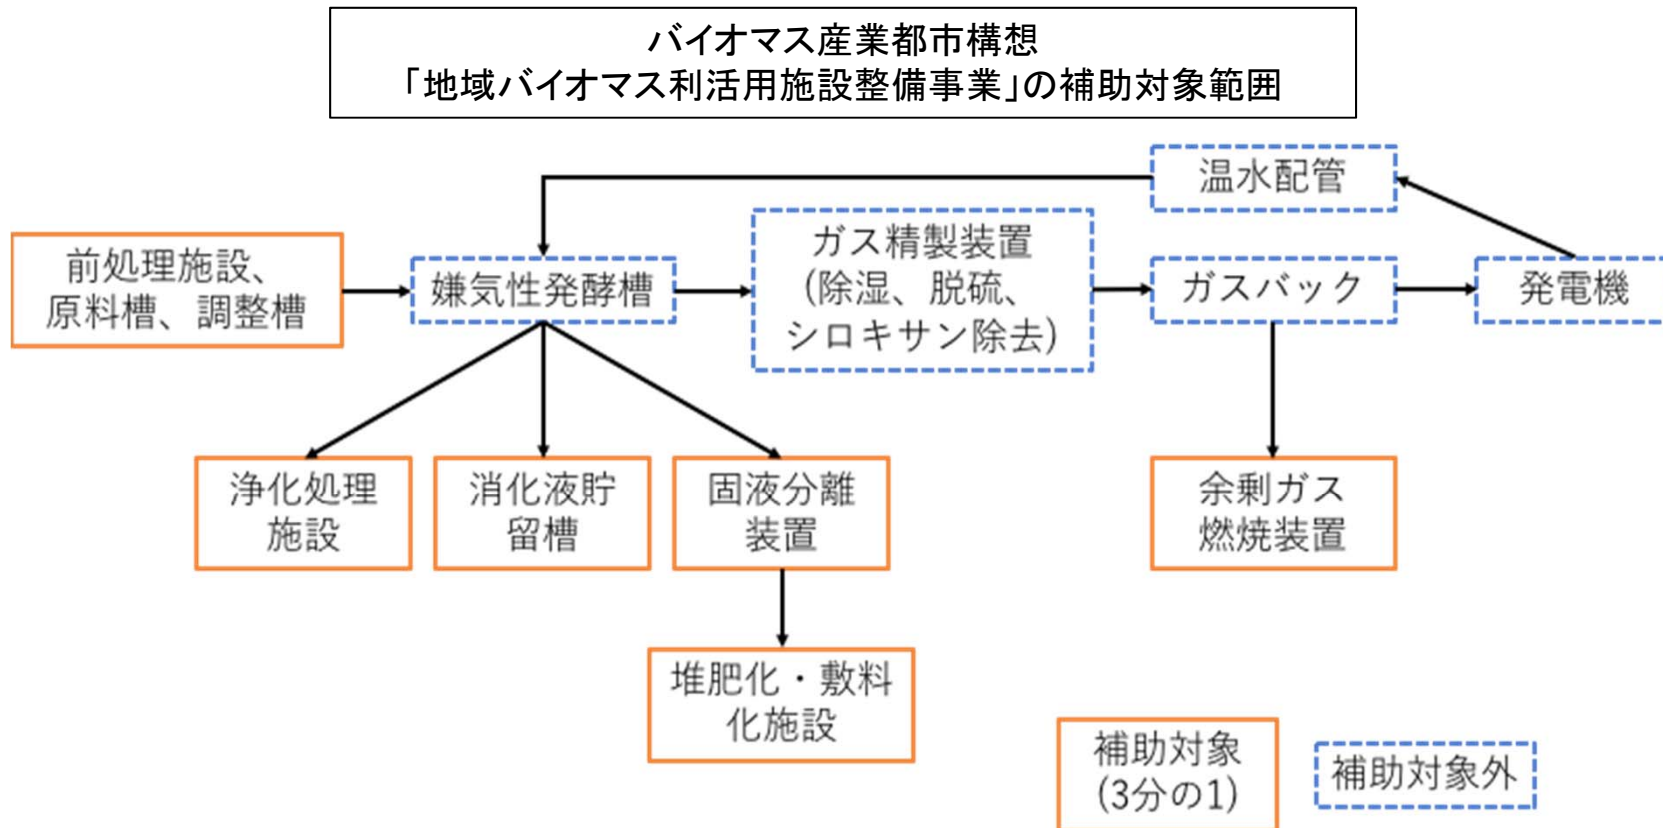 バイオマス産業都市構想
「地域バイオマス利活用施設整備事業」の補助対象範囲
温水配管
前処理施設、
原料槽、調整槽
嫌気性発酵槽
ガス精製装置
(除湿、脱硫、
シロキサン除去)
ガスバック
発電機
浄化処理
施設
消化液貯
留槽
固液分離
装置
余剰ガス
燃焼装置
堆肥化・敷料
化施設
補助対象
(3分の1)
補助対象外